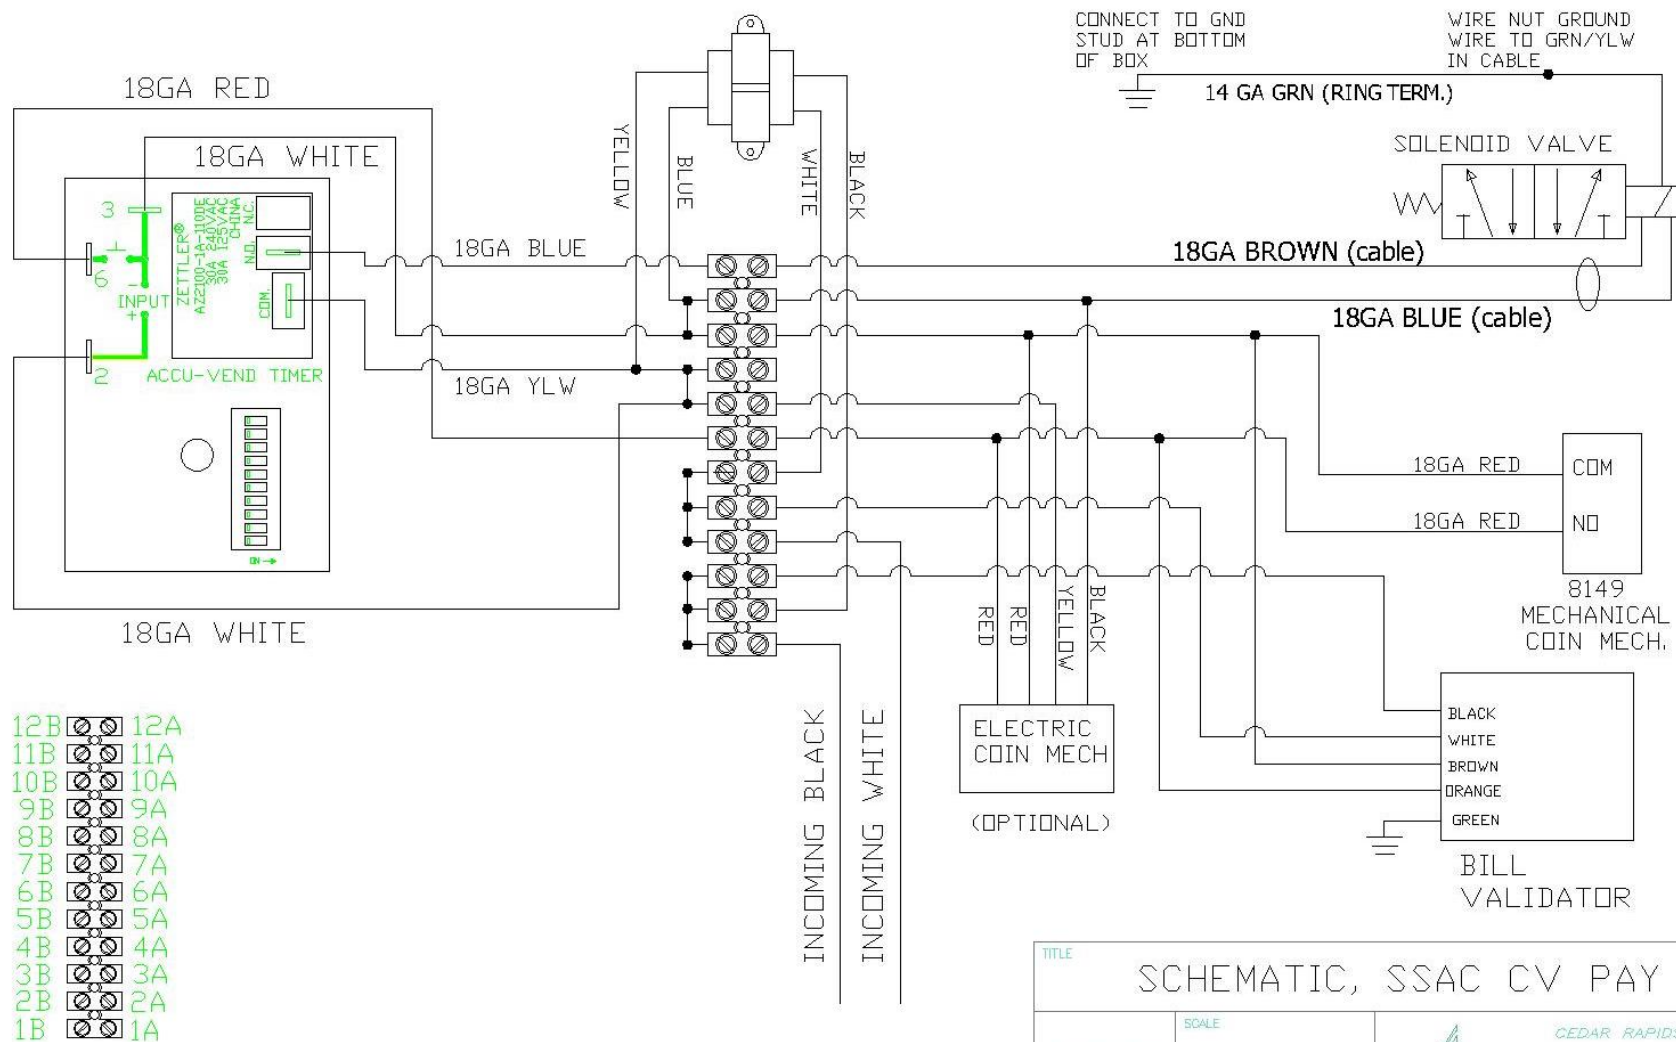 CONNECT TO GND
STUD AT BOTTOM
OF BOX
WIRE NUT GROUND
WIRE TO GRN/YLW
IN CABLE
14 GA GRN (RING TERM.)
18GA RED
18GA WHITE
YELLOW
BLUE
WHITE
BLACK
SOLENOID VALVE
3
6
2
INPUT
-
+
ZETTLER®
AZ2100-1A-110DE
30A 240VAC
30A 125VAC
CHINA
N.C.
N.O.
COM.
ACCU-VEND TIMER
ON →
18GA BLUE
18GA YLW
18GA BROWN (cable)
18GA BLUE (cable)
18GA RED
COM
18GA RED
NO
8149
MECHANICAL
COIN MECH.
18GA WHITE
RED
RED
YELLOW
BLACK
ELECTRIC
COIN MECH
(OPTIONAL)
INCOMING BLACK
INCOMING WHITE
BLACK
WHITE
BROWN
ORANGE
GREEN
BILL
VALIDATOR
12B 12A
11B 11A
10B 10A
9B 9A
8B 8A
7B 7A
6B 6A
5B 5A
4B 4A
3B 3A
2B 2A
1B 1A
TITLE
SCHEMATIC, SSAC CV PAY
SCALE
CEDAR RAPIDS